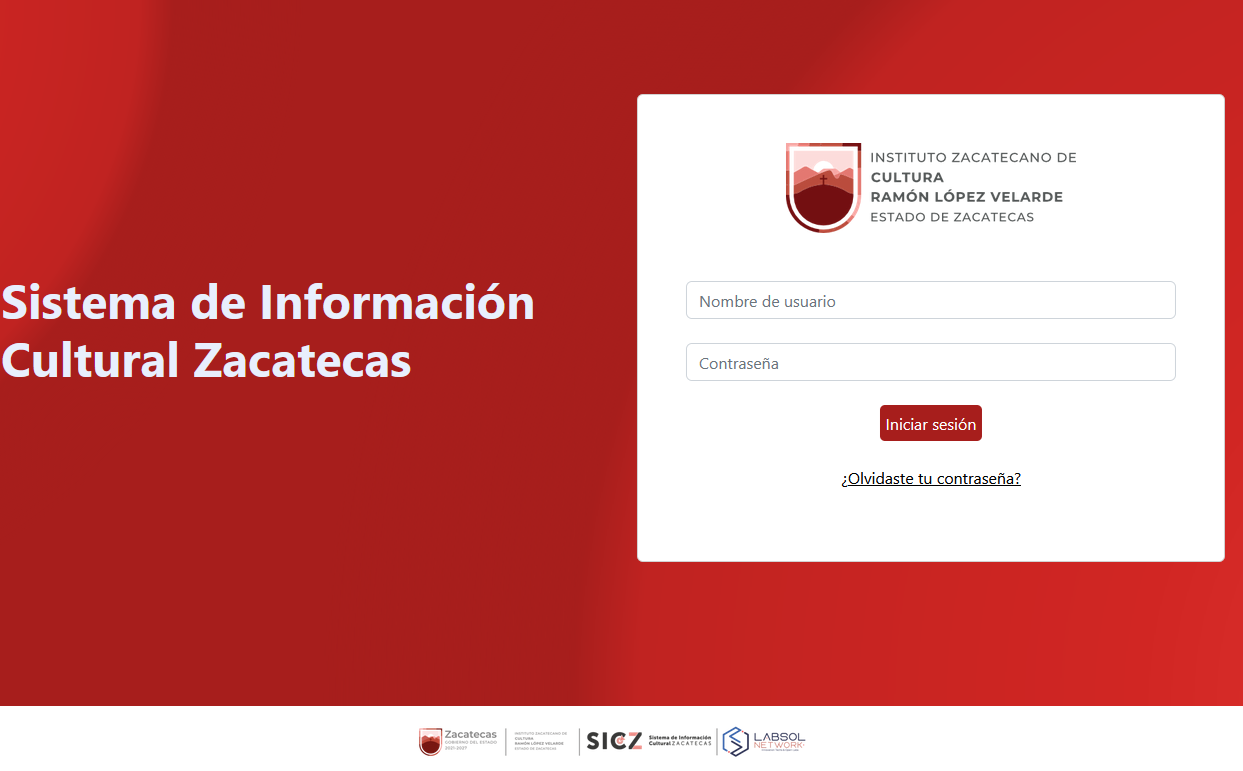 INSTITUTO ZACATECANO DE
CULTURA
RAMÓN LÓPEZ VELARDE
ESTADO DE ZACATECAS
Sistema de Información
Cultural Zacatecas
Nombre de usuario
Contraseña
Iniciar sesión
¿Olvidaste tu contraseña?
Zacatecas
GOBIERNO DEL ESTADO
2021-2027
INSTITUTO ZACATECANO DE
CULTURA
RAMÓN LÓPEZ VELARDE
ESTADO DE ZACATECAS
SICZ
Sistema de Información
Cultural ZACATECAS
LABSOL
NETWORK